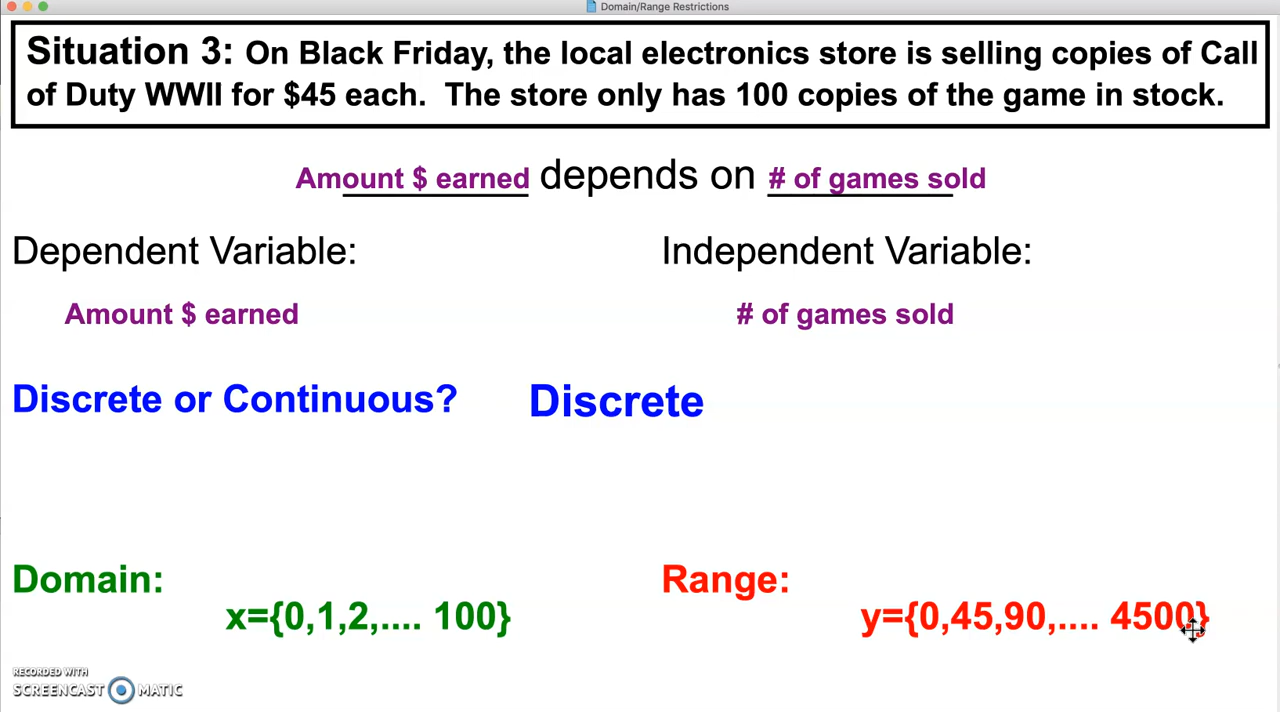 Domain/Range Restrictions
Situation 3: On Black Friday, the local electronics store is selling copies of Call
of Duty WWII for $45 each. The store only has 100 copies of the game in stock.
Amount $ earned depends on # of games sold
Dependent Variable: Independent Variable:
Amount $ earned # of games sold
Discrete or Continuous? Discrete
Domain: Range:
x={0,1,2,.... 100} y={0,45,90,.... 4500}
RECORDED WITH
SCREENCAST MATIC